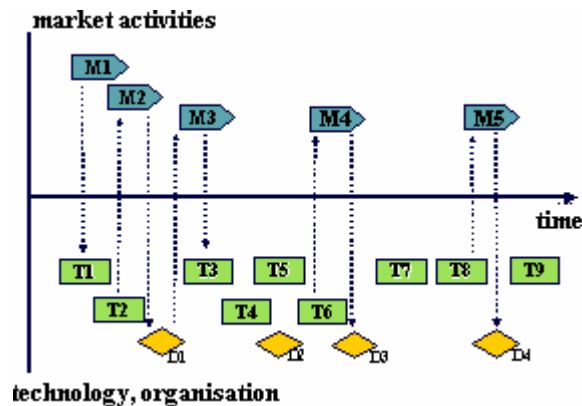 market activities
M1
M2
M3
M4
M5
time
T1
T3
T5
T7
T8
T9
T2
T4
T6
D1
D2
D3
D4
technology, organisation